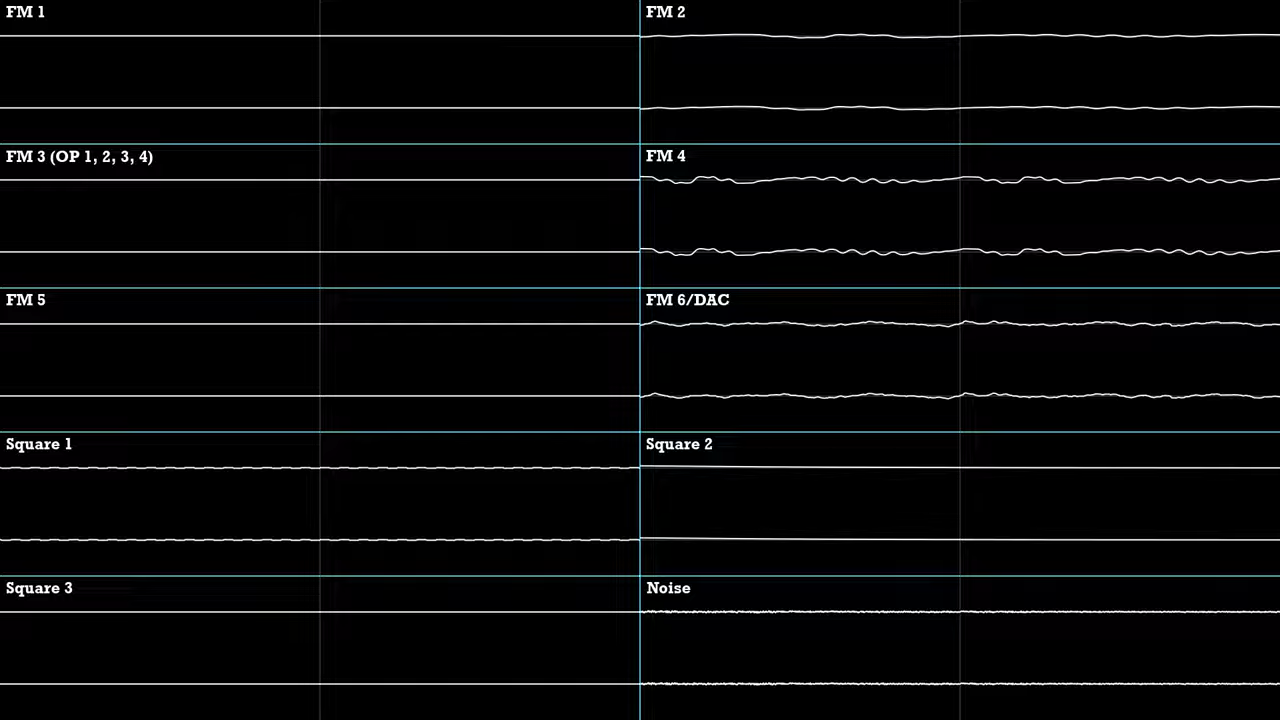 FM 1
FM 2
FM 3 (OP 1, 2, 3, 4)
FM 4
FM 5
FM 6/DAC
Square 1
Square 2
Square 3
Noise